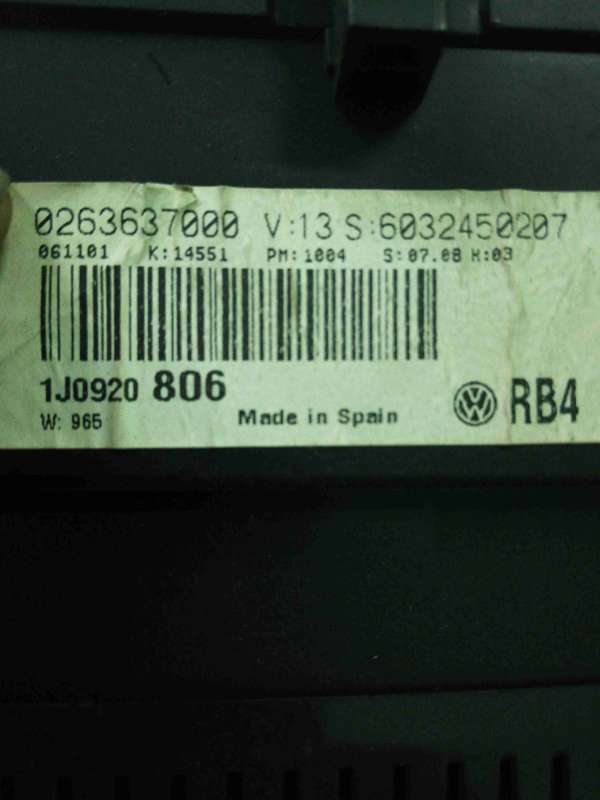 0263637000 V:13 S:6032450207
061101 K:14551 PM:1004 S:07.08 H:03
1J0920 806
W: 965 Made in Spain RB4